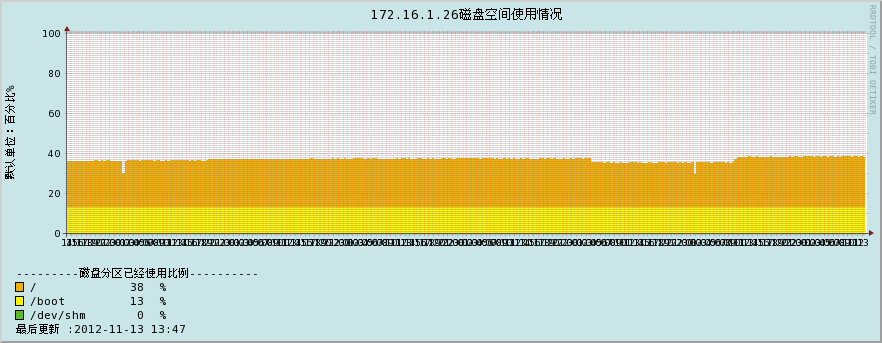 172.16.1.26磁盘空间使用情况
RRDTOOL / TOBI OETIKER
默认单位：百分比%
100
80
60
40
20
0
---------磁盘分区已经使用比例----------
/ 38 %
/boot 13 %
/dev/shm 0 %
最后更新 :2012-11-13 13:47